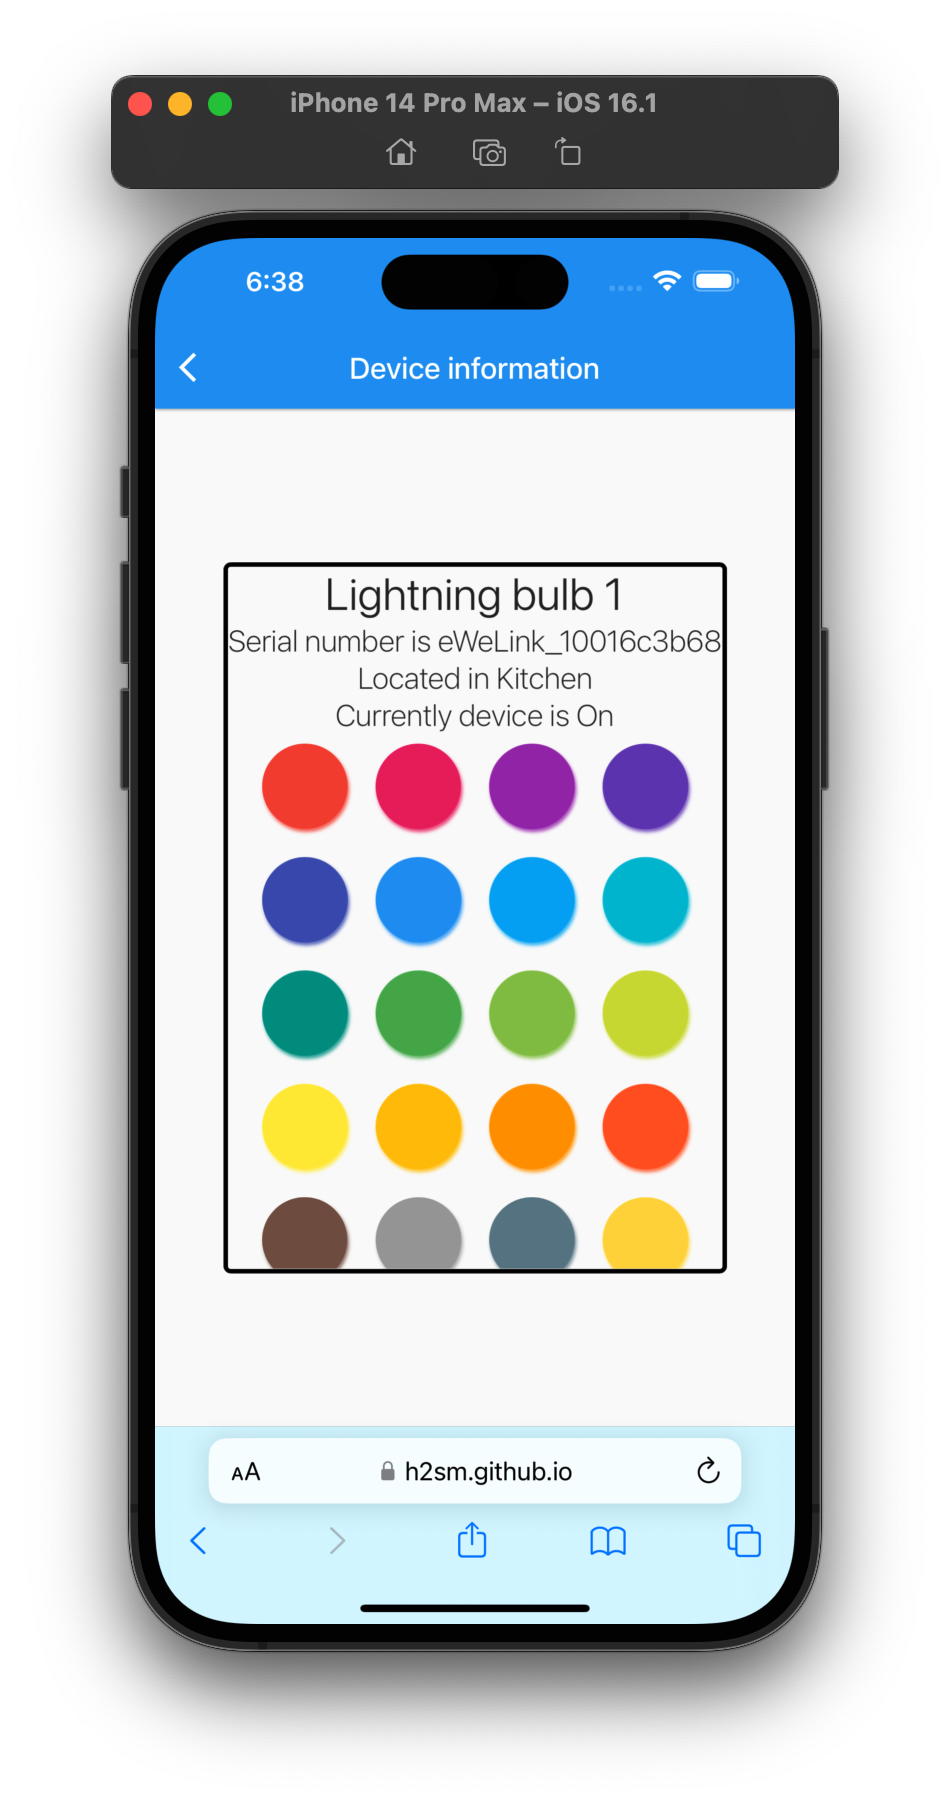 iPhone 14 Pro Max – iOS 16.1
6:38
Device information
Lightning bulb 1
Serial number is eWeLink_10016c3b68
Located in Kitchen
Currently device is On
AA
h2sm.github.io